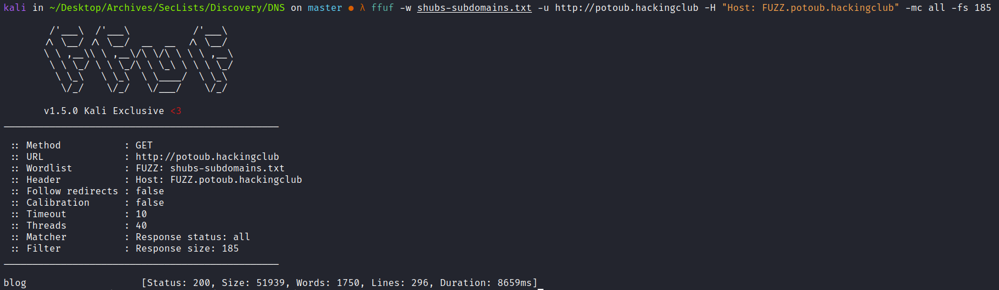 kali in ~/Desktop/Archives/SecLists/Discovery/DNS on master ● λ ffuf -w shubs-subdomains.txt -u http://potoub.hackingclub -H "Host: FUZZ.potoub.hackingclub" -mc all -fs 185
        /'___\  /'___\           /'___\
       /\ \__/ /\ \__/  __  __  /\ \__/
       \ \ ,__\\ \ ,__\/\ \/\ \ \ \ ,__\
        \ \ \_/ \ \ \_/\ \ \_\ \ \ \ \_/
         \ \_\   \ \_\  \ \____/  \ \_\
          \/_/    \/_/   \/___/    \/_/
v1.5.0 Kali Exclusive <3
________________________________________________
:: Method           : GET
:: URL              : http://potoub.hackingclub
:: Wordlist         : FUZZ: shubs-subdomains.txt
:: Header           : Host: FUZZ.potoub.hackingclub
:: Follow redirects : false
:: Calibration      : false
:: Timeout          : 10
:: Threads          : 40
:: Matcher          : Response status: all
:: Filter           : Response size: 185
________________________________________________
blog                    [Status: 200, Size: 51939, Words: 1750, Lines: 296, Duration: 8659ms]